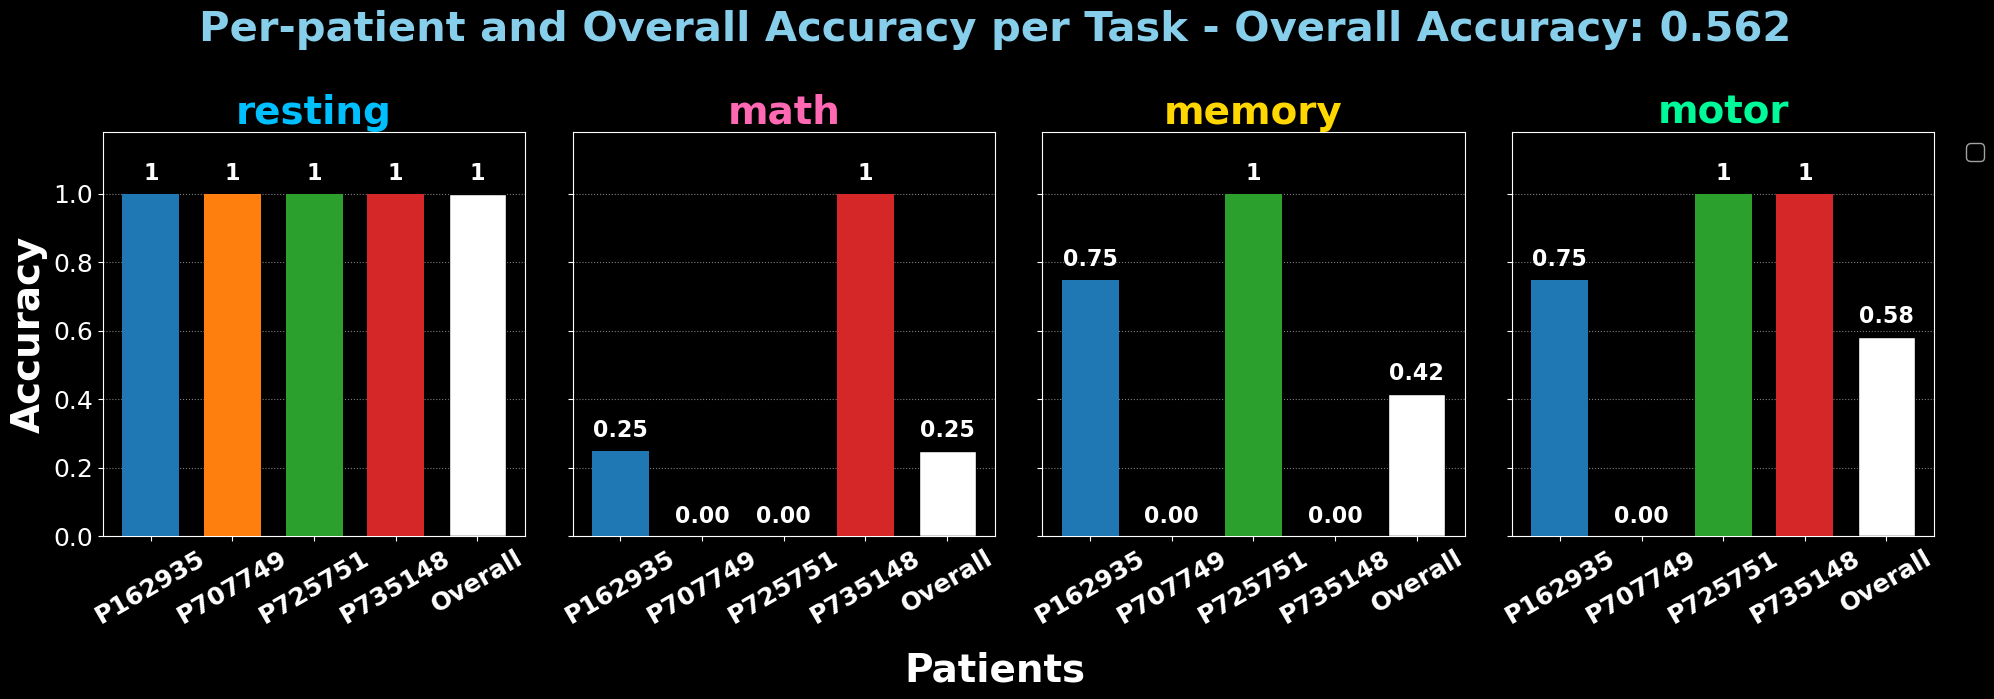 Per-patient and Overall Accuracy per Task - Overall Accuracy: 0.562
resting
math
memory
motor
Accuracy
1.0
0.8
0.6
0.4
0.2
0.0
1 1 1 1 1
P162935 P707749 P725751 P735148 Overall
0.25 0.00 0.00 1 0.25
P162935 P707749 P725751 P735148 Overall
0.75 0.00 1 0.00 0.42
P162935 P707749 P725751 P735148 Overall
0.75 0.00 1 1 0.58
P162935 P707749 P725751 P735148 Overall
Patients